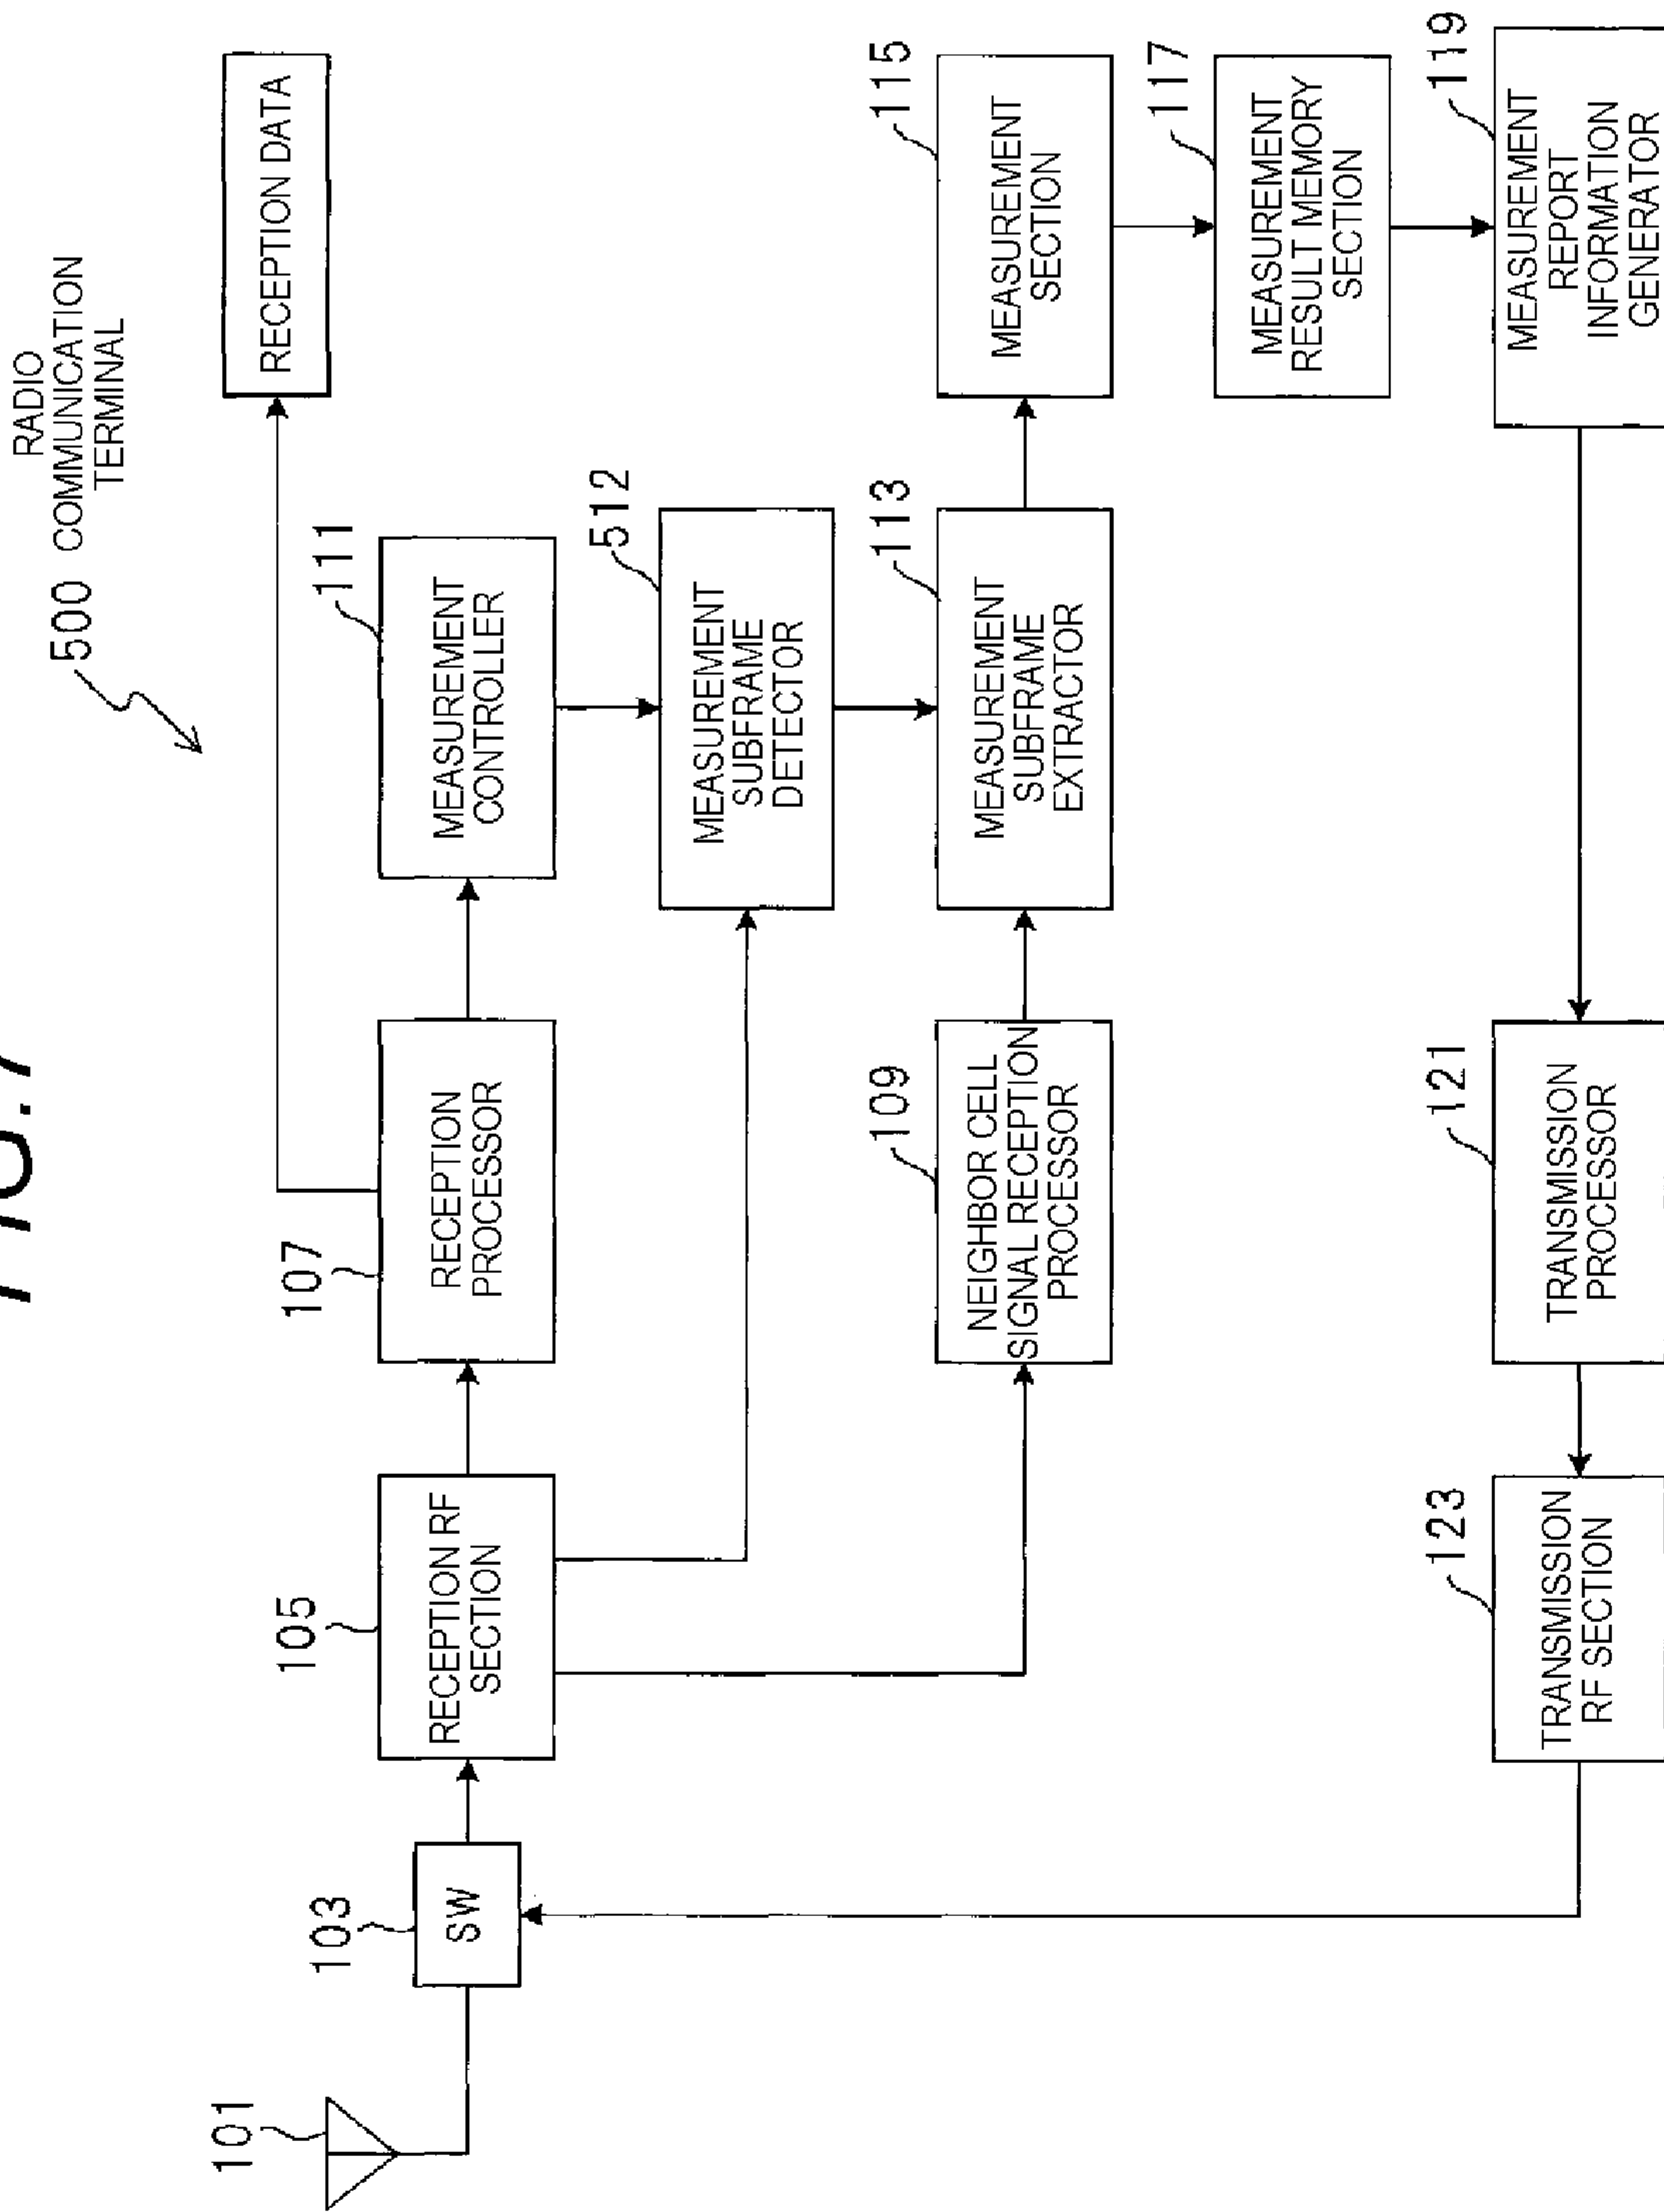 FIG.7
500
RADIO
COMMUNICATION
TERMINAL
RECEPTION DATA
101
103
SW
105
RECEPTION RF
SECTION
107
RECEPTION
PROCESSOR
111
MEASUREMENT
CONTROLLER
512
MEASUREMENT
SUBFRAME
DETECTOR
109
NEIGHBOR CELL
SIGNAL RECEPTION
PROCESSOR
113
MEASUREMENT
SUBFRAME
EXTRACTOR
115
MEASUREMENT
SECTION
117
MEASUREMENT
RESULT MEMORY
SECTION
123
TRANSMISSION
RF SECTION
121
TRANSMISSION
PROCESSOR
119
MEASUREMENT
REPORT
INFORMATION
GENERATOR